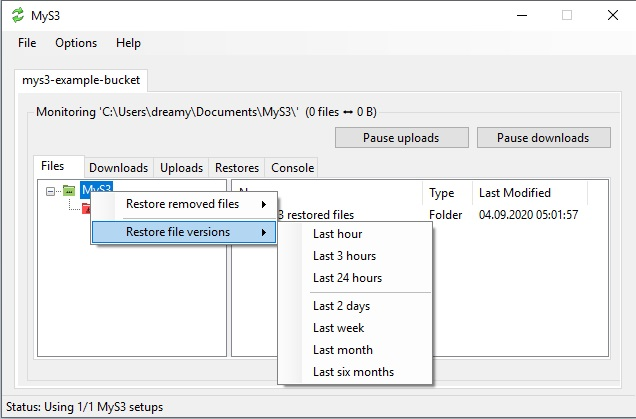 MyS3
File Options Help
mys3-example-bucket
Monitoring 'C:\Users\dreamy\Documents\MyS3\' (0 files ↔ 0 B)
Pause uploads Pause downloads
Files Downloads Uploads Restores Console
MyS3 Type Last Modified
Restore removed files
3 restored files Folder 04.09.2020 05:01:57
Restore file versions
Last hour
Last 3 hours
Last 24 hours
Last 2 days
Last week
Last month
Last six months
Status: Using 1/1 MyS3 setups